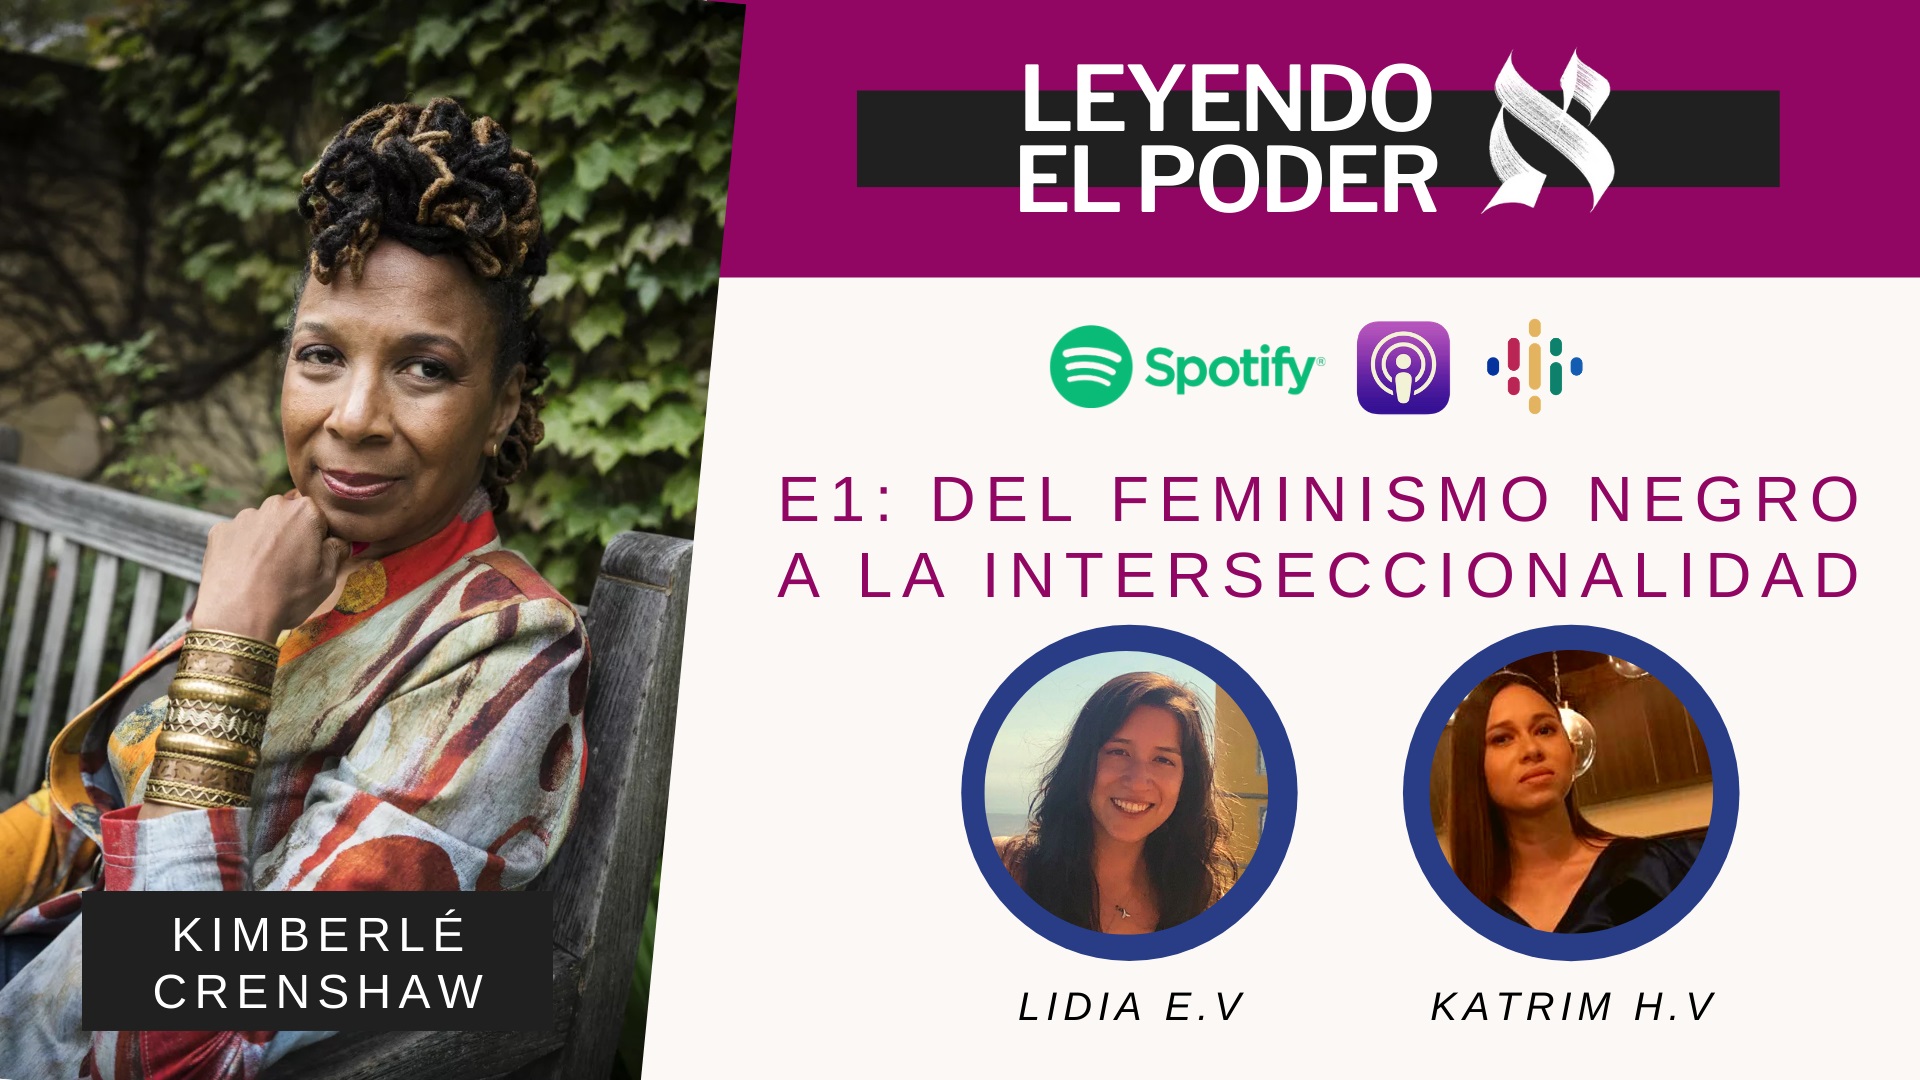 LEYENDO
EL PODER
Spotify®
E1: DEL FEMINISMO NEGRO
A LA INTERSECCIONALIDAD
KIMBERLÉ
CRENSHAW
LIDIA E.V
KATRIM H.V